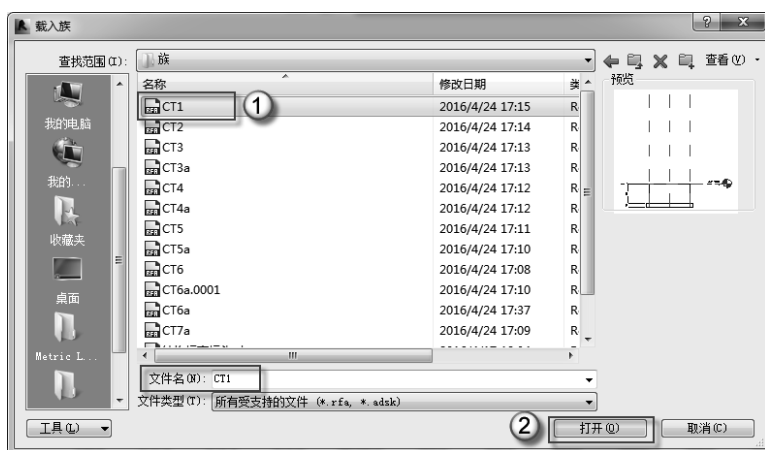 载入族
查找范围(I): 族 查看(V)
名称 修改日期 类 预览
CT1 2016/4/24 17:15 R
①
CT2 2016/4/24 17:14 R
CT3 2016/4/24 17:13 R
CT3a 2016/4/24 17:13 R
CT4 2016/4/24 17:12 R
CT4a 2016/4/24 17:12 R
CT5 2016/4/24 17:11 R
CT5a 2016/4/24 17:10 R
CT6 2016/4/24 17:08 R
CT6a.0001 2016/4/24 17:10 R
CT6a 2016/4/24 17:37 R
CT7a 2016/4/24 17:09 R
我的电脑
我的...
收藏夹
桌面
Metric L...
文件名(N): CT1
文件类型(T): 所有受支持的文件 (*.rfa, *.adsk)
工具(L) ② 打开(O) 取消(C)